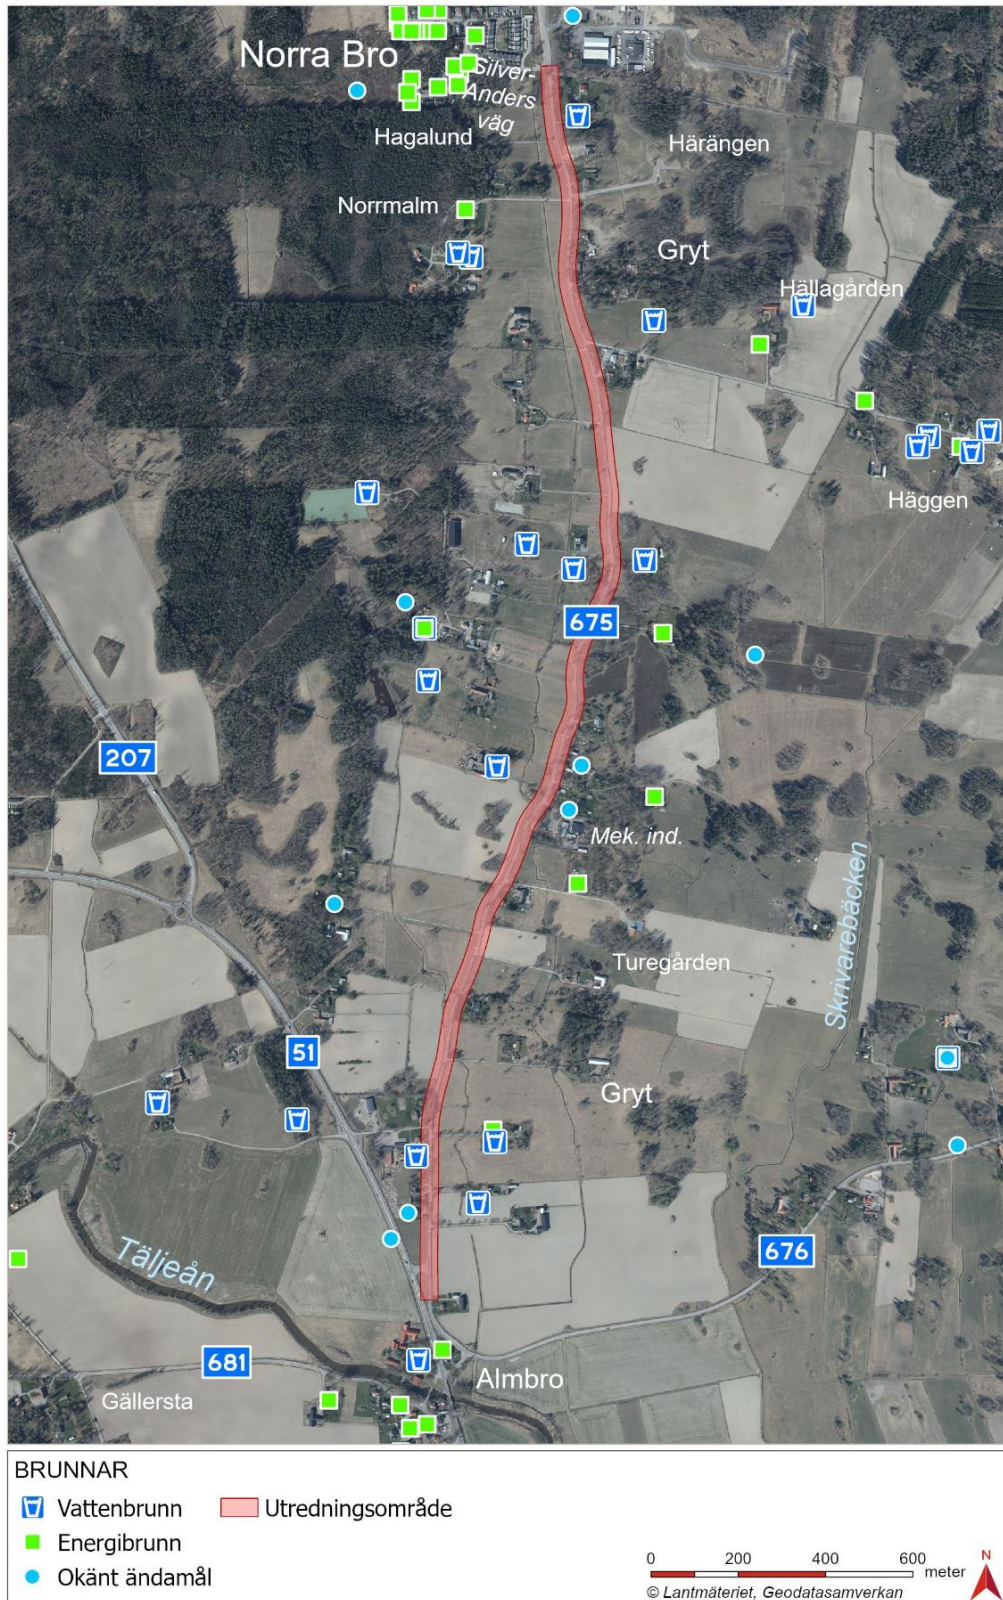 Norra Bro
Silver-
Anders
väg
Hagalund
Härängen
Norrmalm
Gryt
Hällagården
Häggen
675
207
Mek. ind.
Skrivarebäcken
Turegården
51
Gryt
676
Täljeån
681
Almbro
Gällersta
BRUNNAR
Vattenbrunn
Utredningsområde
Energibrunn
Okänt ändamål
0 200 400 600
meter
N
© Lantmäteriet, Geodatasamverkan